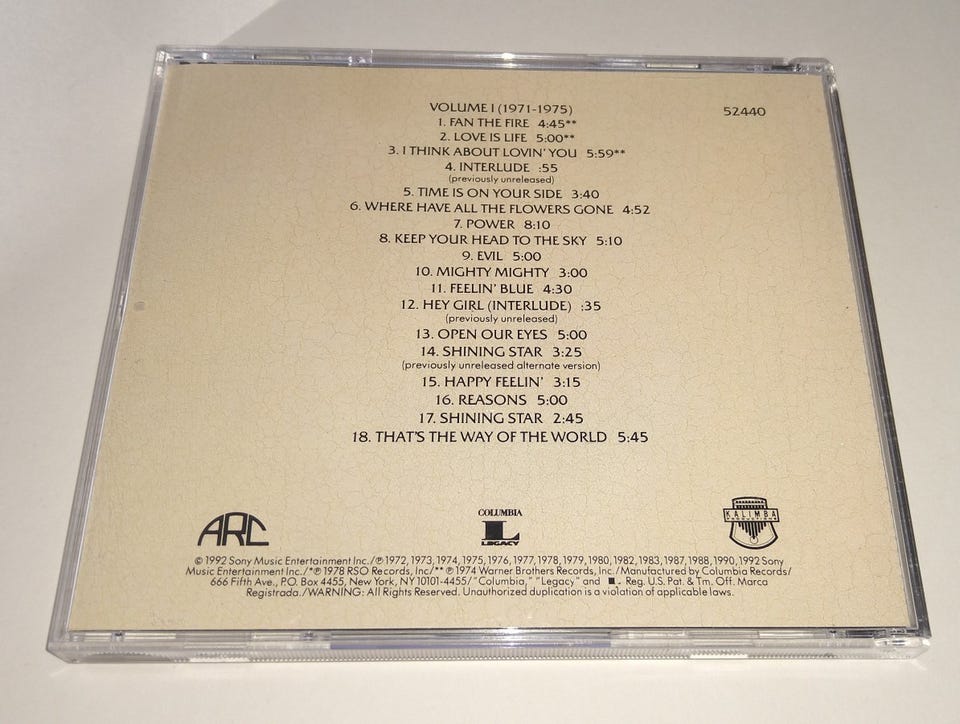 VOLUME I (1971-1975)
52440
1. FAN THE FIRE 4:45**
2. LOVE IS LIFE 5:00**
3. I THINK ABOUT LOVIN' YOU 5:59**
4. INTERLUDE :55
(previously unreleased)
5. TIME IS ON YOUR SIDE 3:40
6. WHERE HAVE ALL THE FLOWERS GONE 4:52
7. POWER 8:10
8. KEEP YOUR HEAD TO THE SKY 5:10
9. EVIL 5:00
10. MIGHTY MIGHTY 3:00
11. FEELIN' BLUE 4:30
12. HEY GIRL (INTERLUDE) :35
(previously unreleased)
13. OPEN OUR EYES 5:00
14. SHINING STAR 3:25
(previously unreleased alternate version)
15. HAPPY FEELIN' 3:15
16. REASONS 5:00
17. SHINING STAR 2:45
18. THAT'S THE WAY OF THE WORLD 5:45
ARC
COLUMBIA
L
LEGACY
KALIMBA
PRODUCTIONS
© 1992 Sony Music Entertainment Inc./℗ 1972, 1973, 1974, 1975, 1976, 1977, 1978, 1979, 1980, 1982, 1983, 1987, 1988, 1990, 1992 Sony
Music Entertainment Inc./*℗ 1978 RSO Records, Inc/** ℗ 1974 Warner Brothers Records, Inc./Manufactured by Columbia Records/
666 Fifth Ave., P.O. Box 4455, New York, NY 10101-4455/"Columbia," "Legacy" and L Reg. U.S. Pat. & Tm. Off. Marca
Registrada./WARNING: All Rights Reserved. Unauthorized duplication is a violation of applicable laws.